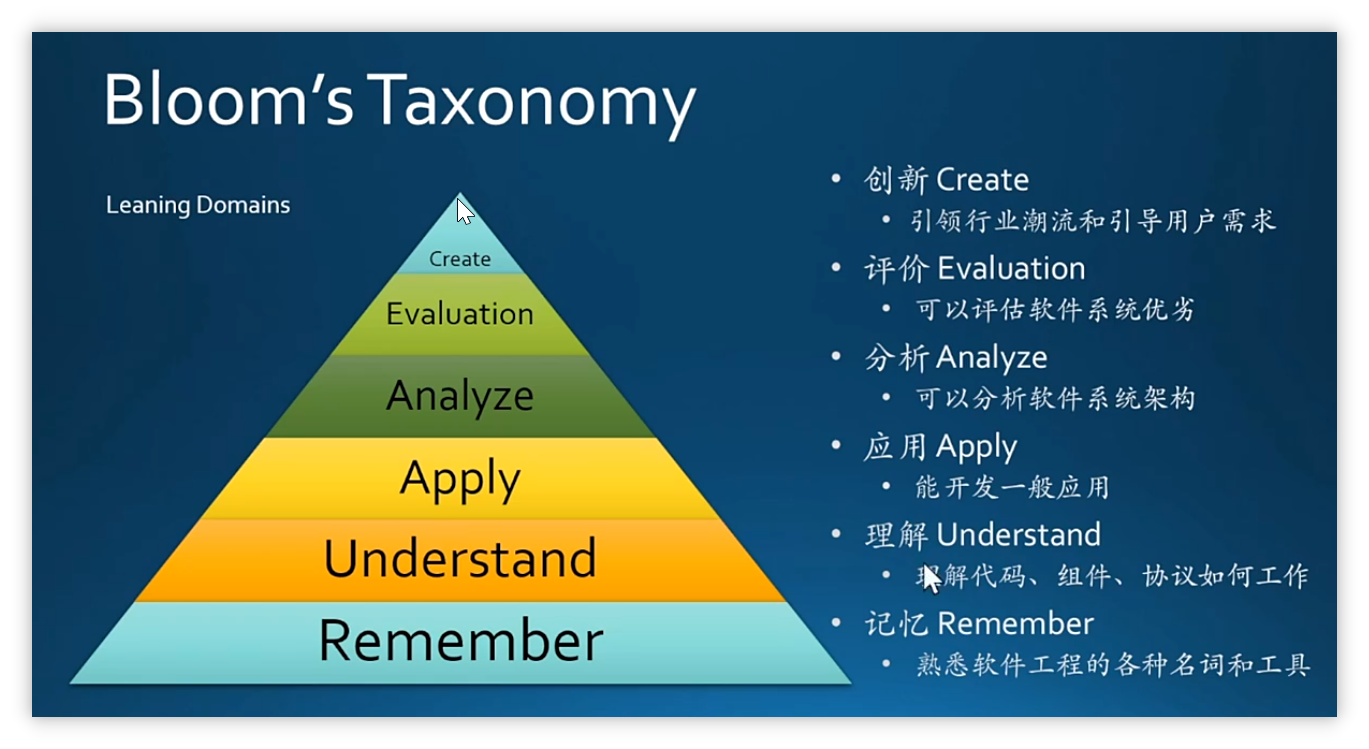 Bloom's Taxonomy
Leaning Domains
Create
Evaluation
Analyze
Apply
Understand
Remember
• 创新 Create
• 引领行业潮流和引导用户需求
• 评价 Evaluation
• 可以评估软件系统优劣
• 分析 Analyze
• 可以分析软件系统架构
• 应用 Apply
• 能开发一般应用
• 理解 Understand
• 理解代码、组件、协议如何工作
• 记忆 Remember
• 熟悉软件工程的各种名词和工具